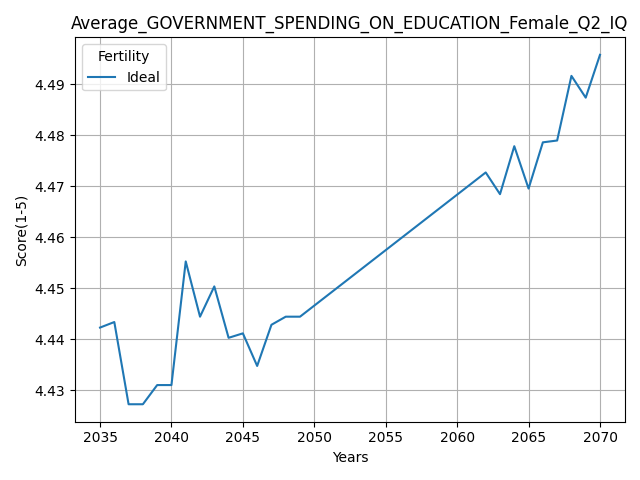 Average_GOVERNMENT_SPENDING_ON_EDUCATION_Female_Q2_IQ
Fertility
Ideal
Score(1-5)
4.49
4.48
4.47
4.46
4.45
4.44
4.43
2035 2040 2045 2050 2055 2060 2065 2070
Years